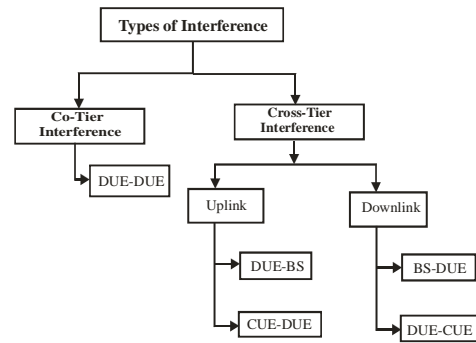 Types of Interference
Co-Tier
Interference
Cross-Tier
Interference
DUE-DUE
Uplink
Downlink
DUE-BS
BS-DUE
CUE-DUE
DUE-CUE